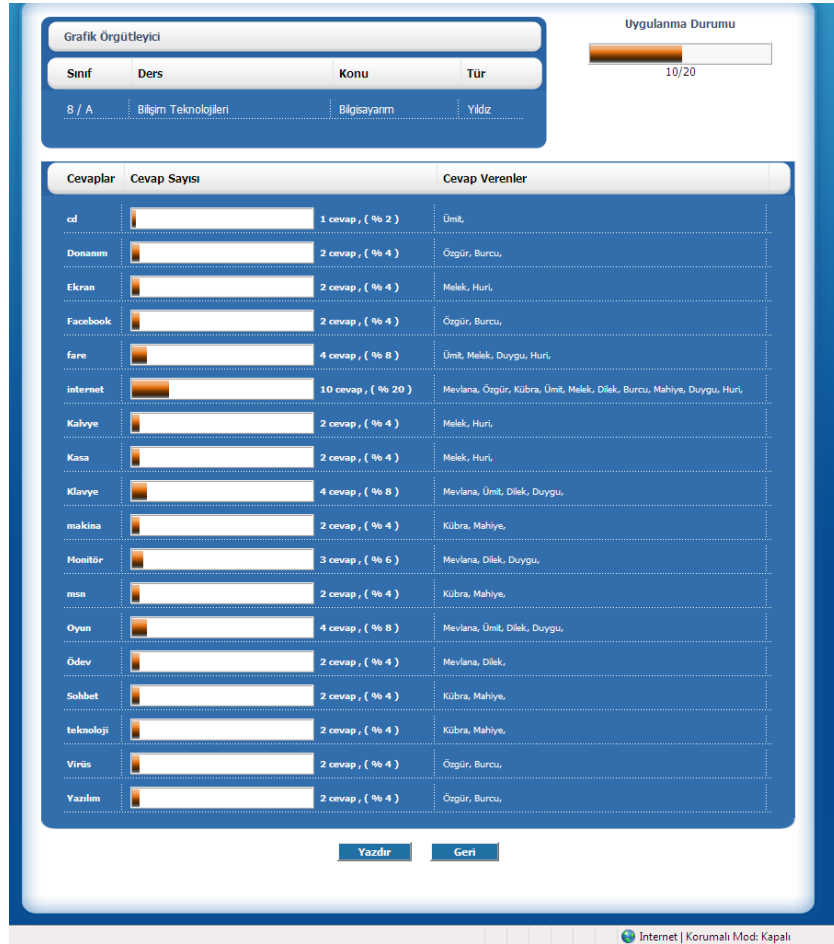 Grafik Örgütleyici
Uygulanma Durumu
10/20
Sınıf Ders Konu Tür
8 / A Bilişim Teknolojileri Bilgisayarım Yıldız
Cevaplar Cevap Sayısı Cevap Verenler
cd 1 cevap , ( % 2 ) Ümit,
Donanım 2 cevap , ( % 4 ) Özgür, Burcu,
Ekran 2 cevap , ( % 4 ) Melek, Huri,
Facebook 2 cevap , ( % 4 ) Özgür, Burcu,
fare 4 cevap , ( % 8 ) Ümit, Melek, Duygu, Huri,
internet 10 cevap , ( % 20 ) Mevlana, Özgür, Kübra, Ümit, Melek, Dilek, Burcu, Mahiye, Duygu, Huri,
Kalvye 2 cevap , ( % 4 ) Melek, Huri,
Kasa 2 cevap , ( % 4 ) Melek, Huri,
Klavye 4 cevap , ( % 8 ) Mevlana, Ümit, Dilek, Duygu,
makina 2 cevap , ( % 4 ) Kübra, Mahiye,
Monitör 3 cevap , ( % 6 ) Mevlana, Dilek, Duygu,
msn 2 cevap , ( % 4 ) Kübra, Mahiye,
Oyun 4 cevap , ( % 8 ) Mevlana, Ümit, Dilek, Duygu,
Ödev 2 cevap , ( % 4 ) Mevlana, Dilek,
Sohbet 2 cevap , ( % 4 ) Kübra, Mahiye,
teknoloji 2 cevap , ( % 4 ) Kübra, Mahiye,
Virüs 2 cevap , ( % 4 ) Özgür, Burcu,
Yazılım 2 cevap , ( % 4 ) Özgür, Burcu,
Yazdır Geri
Internet | Korumalı Mod: Kapalı